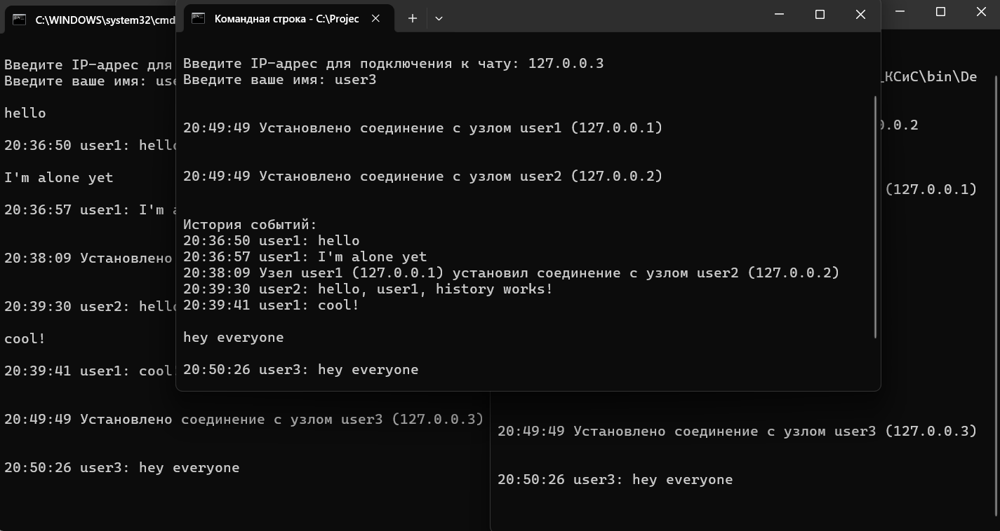 C:\WINDOWS\system32\cmd
Введите IP-адрес для
Введите ваше имя:
hello
20:36:50 user1:
I'm alone yet
20:36:57 user1: I'm
20:38:09 Установлено
20:39:30 user2:
cool!
20:39:41 user1: cool
20:49:49 Установлено соединение с узлом user3 (127.0.0.3)
20:50:26 user3: hey everyone
Командная строка - C:\Projec
Введите IP-адрес для подключения к чату: 127.0.0.3
Введите ваше имя: user3
20:49:49 Установлено соединение с узлом user1 (127.0.0.1)
20:49:49 Установлено соединение с узлом user2 (127.0.0.2)
История событий:
20:36:50 user1: hello
20:36:57 user1: I'm alone yet
20:38:09 Узел user1 (127.0.0.1) установил соединение с узлом user2 (127.0.0.2)
20:39:30 user2: hello, user1, history works!
20:39:41 user1: cool!
hey everyone
20:50:26 user3: hey everyone
_КСиС\bin\De
.0.2
(127.0.0.1)
20:49:49 Установлено соединение с узлом user3 (127.0.0.3)
20:50:26 user3: hey everyone